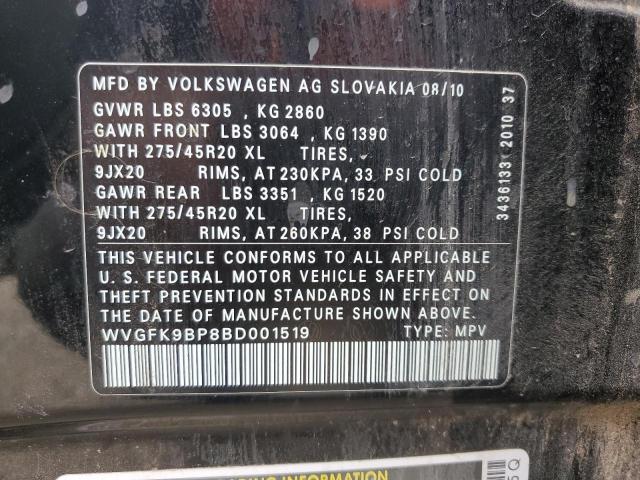 MFD BY VOLKSWAGEN AG SLOVAKIA 08/10
GVWR LBS 6305 , KG 2860
GAWR FRONT LBS 3064 , KG 1390
WITH 275/45R20 XL TIRES,
9JX20 RIMS, AT 230KPA, 33 PSI COLD
GAWR REAR LBS 3351 , KG 1520
WITH 275/45R20 XL TIRES,
9JX20 RIMS, AT 260KPA, 38 PSI COLD
THIS VEHICLE CONFORMS TO ALL APPLICABLE
U. S. FEDERAL MOTOR VEHICLE SAFETY AND
THEFT PREVENTION STANDARDS IN EFFECT ON
THE DATE OF MANUFACTURE SHOWN ABOVE
WVGFK9BP8BD001519 TYPE: MPV
3436133 2010 37
INFORMATION